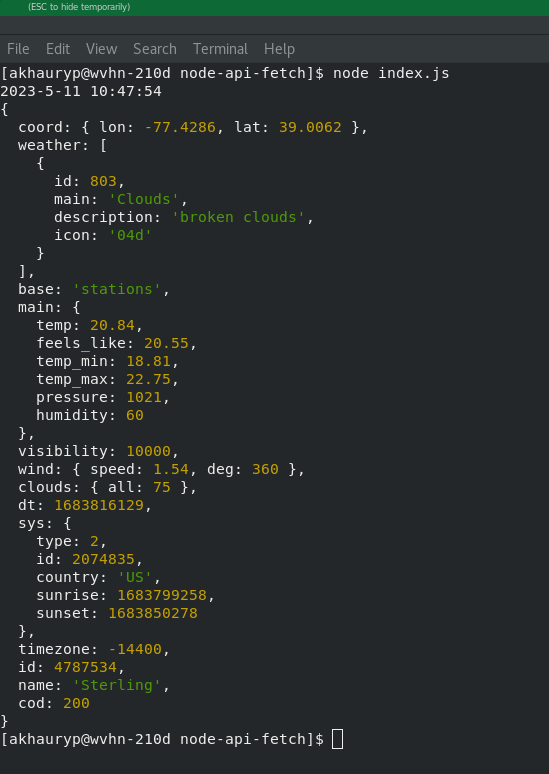 (ESC to hide temporarily)
File Edit View Search Terminal Help
[akhauryp@wvhn-210d node-api-fetch]$ node index.js
2023-5-11 10:47:54
{
  coord: { lon: -77.4286, lat: 39.0062 },
  weather: [
    {
      id: 803,
      main: 'Clouds',
      description: 'broken clouds',
      icon: '04d'
    }
  ],
  base: 'stations',
  main: {
    temp: 20.84,
    feels_like: 20.55,
    temp_min: 18.81,
    temp_max: 22.75,
    pressure: 1021,
    humidity: 60
  },
  visibility: 10000,
  wind: { speed: 1.54, deg: 360 },
  clouds: { all: 75 },
  dt: 1683816129,
  sys: {
    type: 2,
    id: 2074835,
    country: 'US',
    sunrise: 1683799258,
    sunset: 1683850278
  },
  timezone: -14400,
  id: 4787534,
  name: 'Sterling',
  cod: 200
}
[akhauryp@wvhn-210d node-api-fetch]$